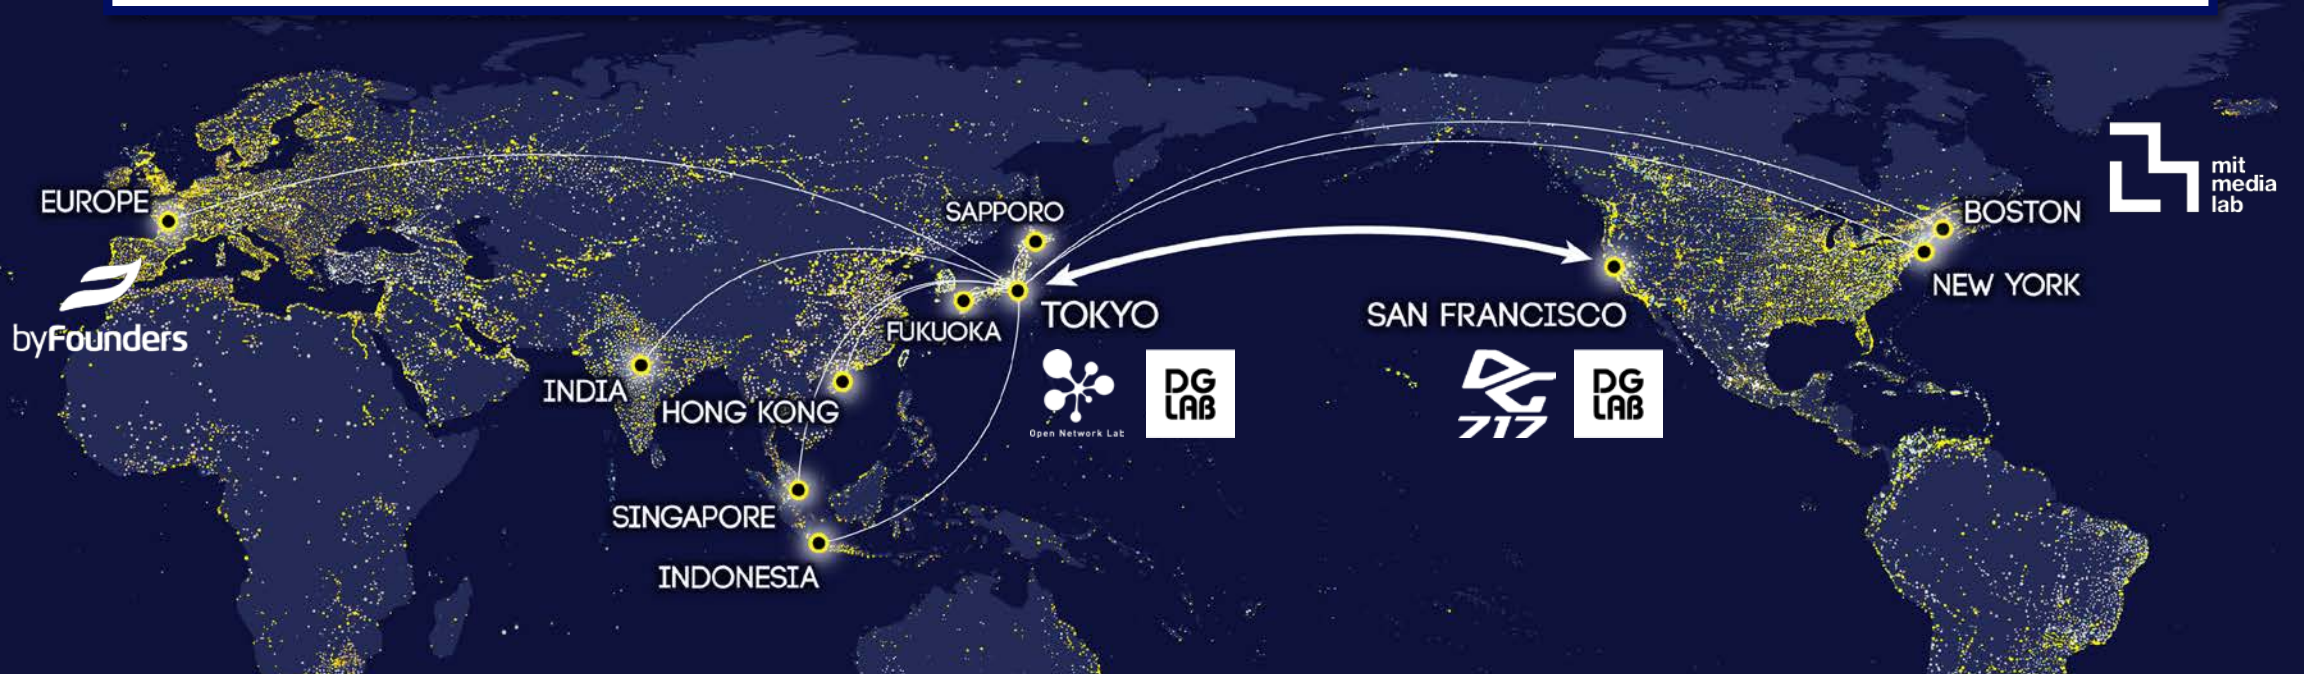 EUROPE
byFounders
INDIA
HONG KONG
SINGAPORE
INDONESIA
SAPPORO
FUKUOKA
TOKYO
Open Network Lab
DG
LAB
SAN FRANCISCO
DG
717
DG
LAB
BOSTON
NEW YORK
mit
media
lab